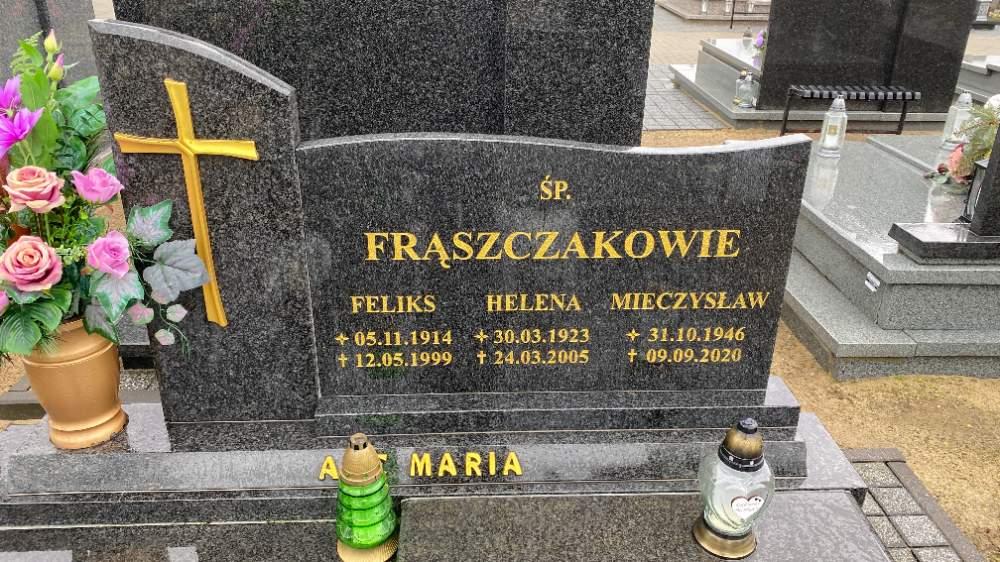 ŚP.
FRĄSZCZAKOWIE
FELIKS HELENA MIECZYSŁAW
05.11.1914 30.03.1923 31.10.1946
12.05.1999 24.03.2005 09.09.2020
MARIA